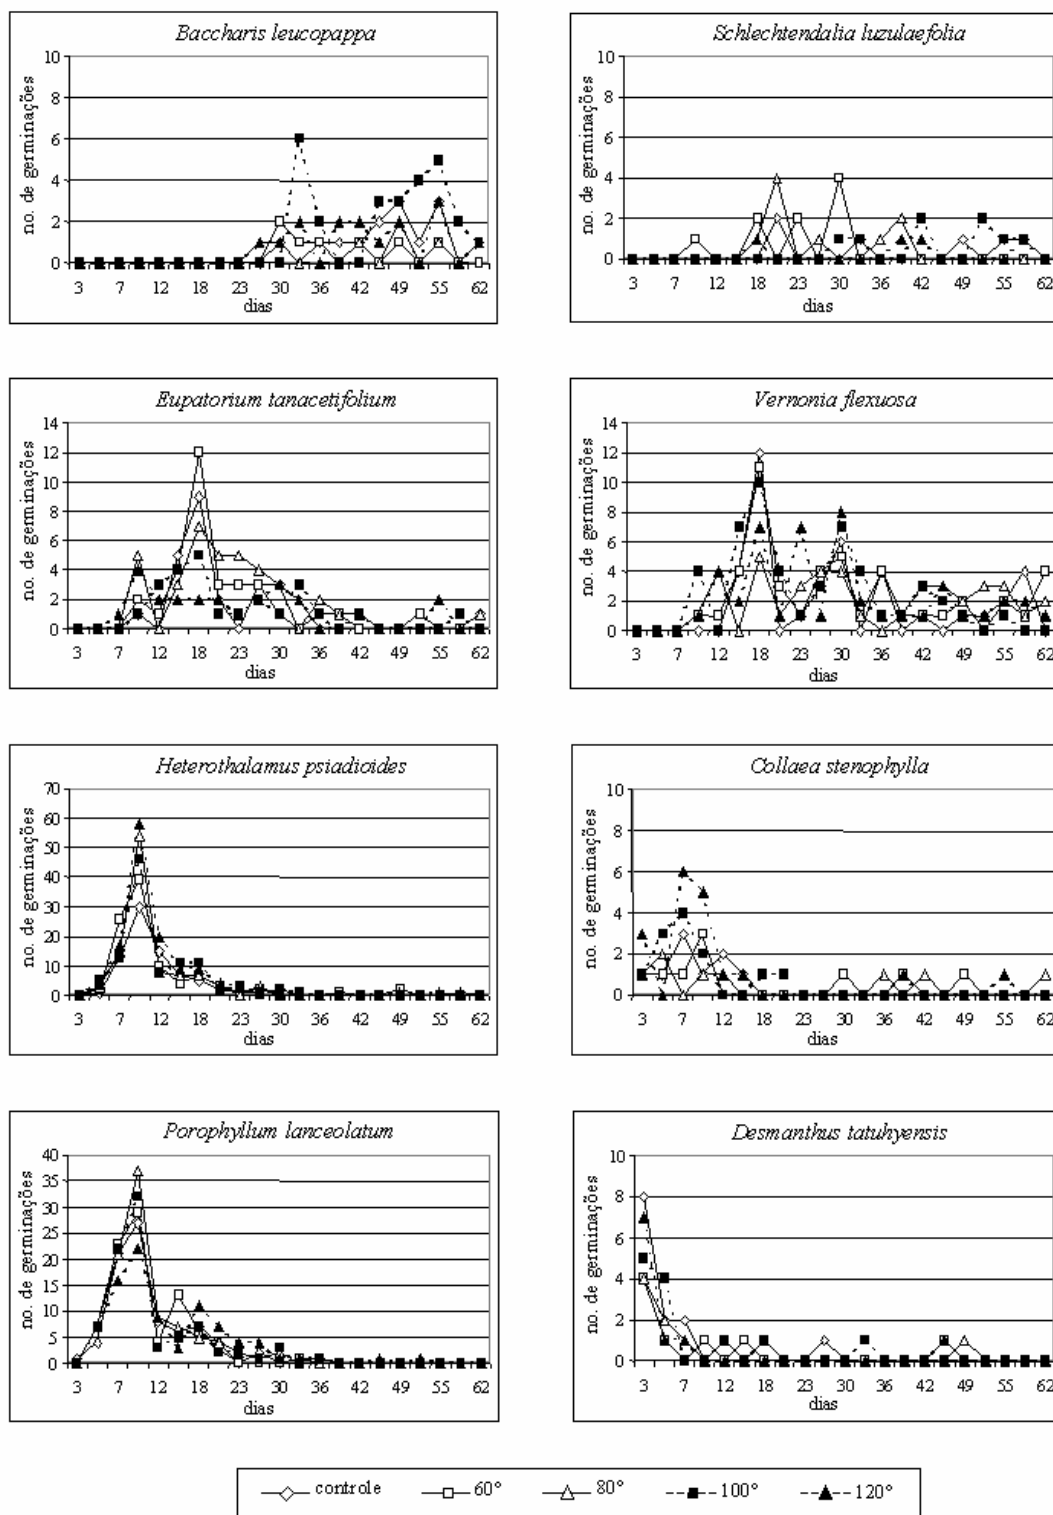 Baccharis leucopappa
no. de germinações
10
8
6
4
2
0
3 7 12 18 23 30 36 42 49 55 62
dias
Schlechtendalia luzulaefolia
no. de germinações
10
8
6
4
2
0
3 7 12 18 23 30 36 42 49 55 62
dias
Eupatorium tanacetifolium
no. de germinações
14
12
10
8
6
4
2
0
3 7 12 18 23 30 36 42 49 55 62
dias
Vernonia flexuosa
no. de germinações
14
12
10
8
6
4
2
0
3 7 12 18 23 30 36 42 49 55 62
dias
Heterothalamus psiadioides
no. de germinações
70
60
50
40
30
20
10
0
3 7 12 18 23 30 36 42 49 55 62
dias
Collaea stenophylla
no. de germinações
10
8
6
4
2
0
3 7 12 18 23 30 36 42 49 55 62
dias
Porophyllum lanceolatum
no. de germinações
40
35
30
25
20
15
10
5
0
3 7 12 18 23 30 36 42 49 55 62
dias
Desmanthus tatuhyensis
no. de germinações
10
8
6
4
2
0
3 7 12 18 23 30 36 42 49 55 62
dias
controle 60° 80° 100° 120°